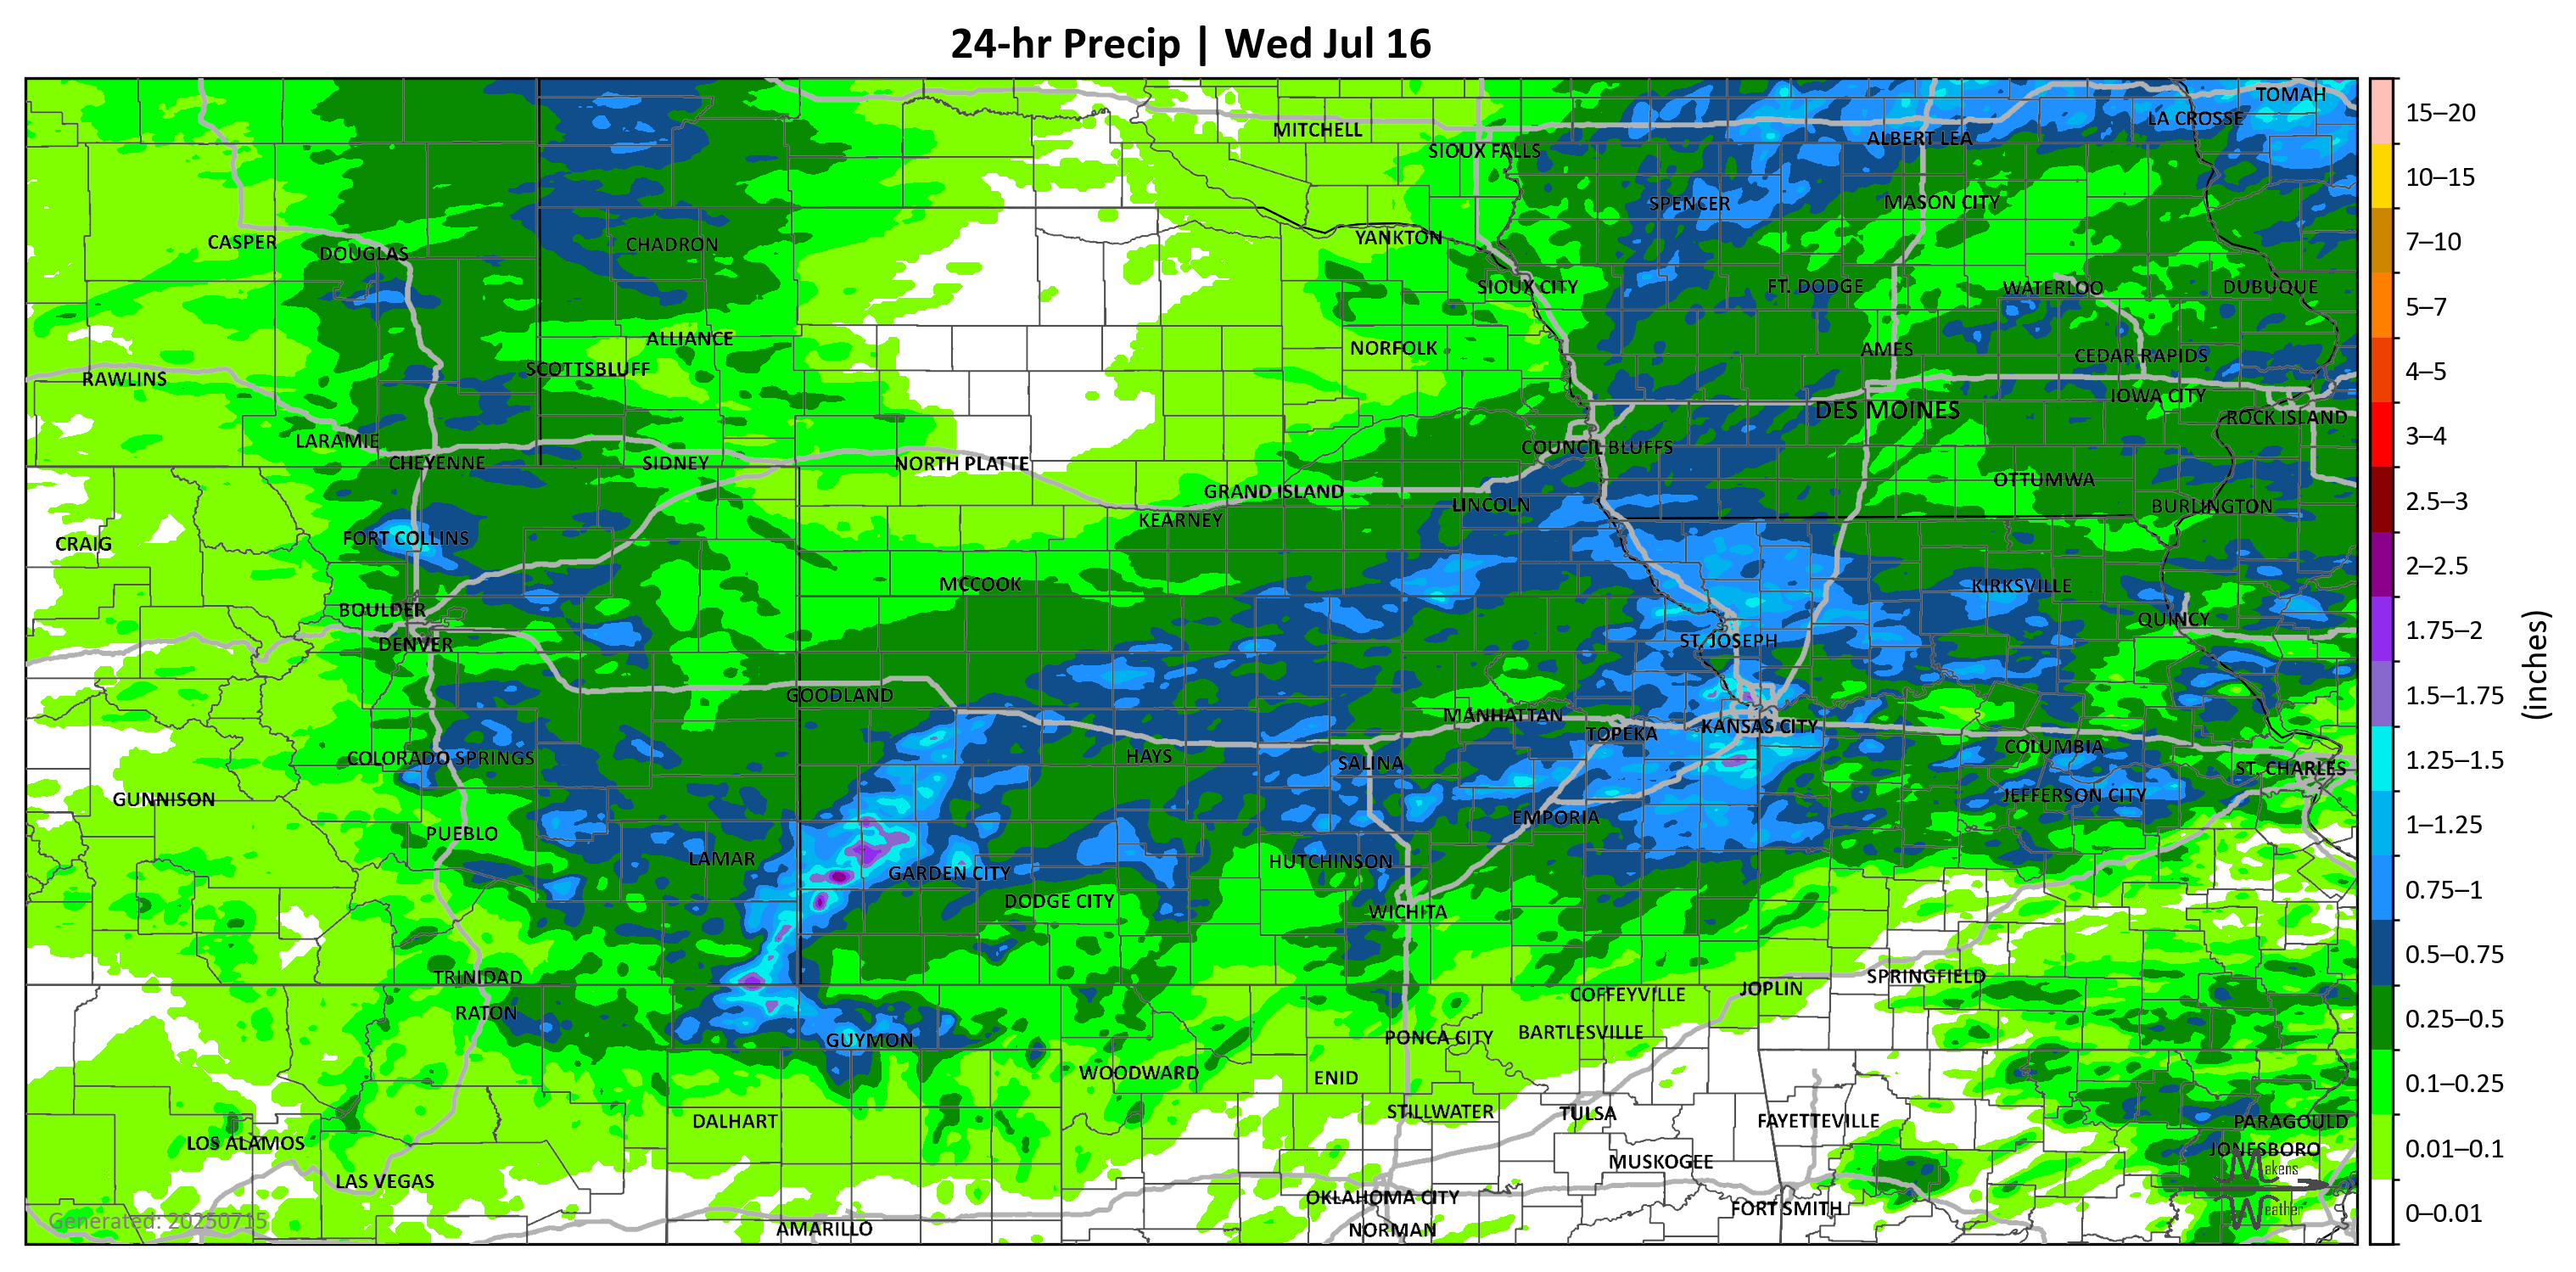 24-hr Precip | Wed Jul 16
TOMAH
LA CROSSE
MITCHELL
ALBERT LEA
SIOUX FALLS
SPENCER
MASON CITY
YANKTON
CASPER
CHADRON
DOUGLAS
SIOUX CITY
FT. DODGE
WATERLOO
DUBUQUE
ALLIANCE
NORFOLK
AMES
CEDAR RAPIDS
SCOTTSBLUFF
RAWLINS
IOWA CITY
DES MOINES
ROCK ISLAND
LARAMIE
COUNCIL BLUFFS
CHEYENNE
SIDNEY
NORTH PLATTE
OTTUMWA
GRAND ISLAND
LINCOLN
BURLINGTON
KEARNEY
FORT COLLINS
CRAIG
MCCOOK
KIRKSVILLE
BOULDER
QUINCY
DENVER
ST. JOSEPH
GOODLAND
MANHATTAN
KANSAS CITY
TOPEKA
COLUMBIA
HAYS
COLORADO SPRINGS
SALINA
ST. CHARLES
GUNNISON
JEFFERSON CITY
EMPORIA
PUEBLO
LAMAR
HUTCHINSON
GARDEN CITY
DODGE CITY
WICHITA
TRINIDAD
SPRINGFIELD
JOPLIN
COFFEYVILLE
RATON
BARTLESVILLE
PONCA CITY
GUYMON
WOODWARD
ENID
STILLWATER
TULSA
DALHART
FAYETTEVILLE
PARAGOULD
LOS ALAMOS
JONESBORO
MUSKOGEE
Makens
LAS VEGAS
OKLAHOMA CITY
FORT SMITH
Weather
Generated: 20250715
AMARILLO
NORMAN
15–20
10–15
7–10
5–7
4–5
3–4
2.5–3
2–2.5
1.75–2
1.5–1.75
1.25–1.5
1–1.25
0.75–1
0.5–0.75
0.25–0.5
0.1–0.25
0.01–0.1
0–0.01
(inches)